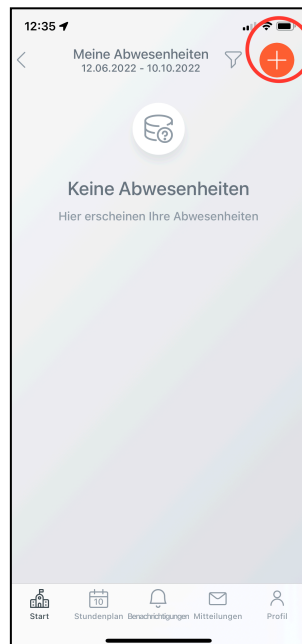 12:35
Meine Abwesenheiten
12.06.2022 - 10.10.2022
Keine Abwesenheiten
Hier erscheinen Ihre Abwesenheiten
10
Start Stundenplan Benachrichtigungen Mitteilungen Profil